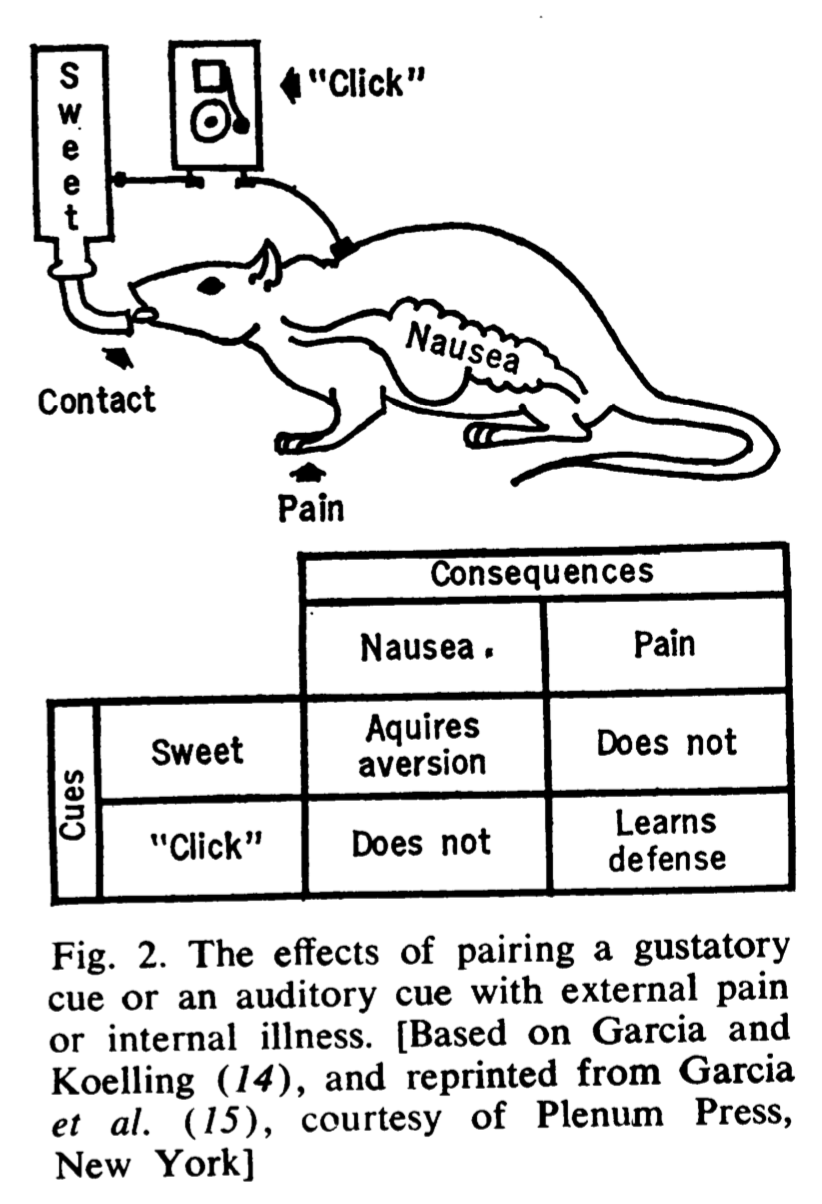 Sweet
"Click"
Contact
Nausea
Pain
Consequences
Nausea.
Pain
Cues
Sweet
Aquires
aversion
Does not
"Click"
Does not
Learns
defense
Fig. 2. The effects of pairing a gustatory
cue or an auditory cue with external pain
or internal illness. [Based on Garcia and
Koelling (14), and reprinted from Garcia
et al. (15), courtesy of Plenum Press,
New York]